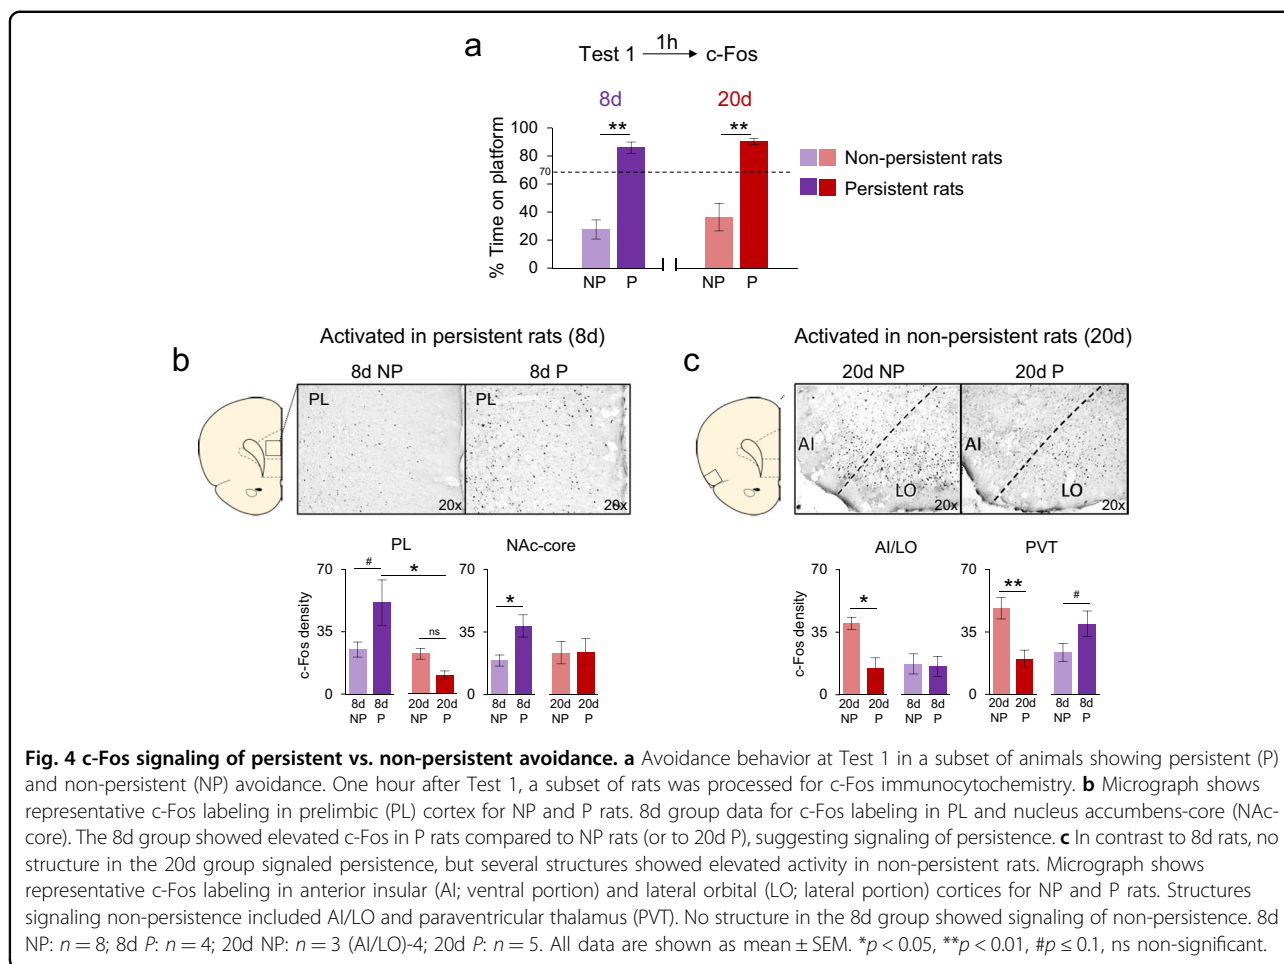 a
Test 1 1h c-Fos
8d 20d
% Time on platform
100
80
70
60
40
20
0
** **
NP P NP P
Non-persistent rats
Persistent rats
Activated in persistent rats (8d)
b
8d NP 8d P
PL PL
20x 20x
PL NAc-core
c-Fos density
70 70
35 35
0 0
# * ns *
8d NP 8d P 20d NP 20d P 8d NP 8d P 20d NP 20d P
Activated in non-persistent rats (20d)
c
20d NP 20d P
AI AI
LO LO
20x 20x
AI/LO PVT
c-Fos density
70 70
35 35
0 0
* ** #
20d NP 20d P 8d NP 8d P 20d NP 20d P 8d NP 8d P
Fig. 4 c-Fos signaling of persistent vs. non-persistent avoidance. a Avoidance behavior at Test 1 in a subset of animals showing persistent (P)
and non-persistent (NP) avoidance. One hour after Test 1, a subset of rats was processed for c-Fos immunocytochemistry. b Micrograph shows
representative c-Fos labeling in prelimbic (PL) cortex for NP and P rats. 8d group data for c-Fos labeling in PL and nucleus accumbens-core (NAc-
core). The 8d group showed elevated c-Fos in P rats compared to NP rats (or to 20d P), suggesting signaling of persistence. c In contrast to 8d rats, no
structure in the 20d group signaled persistence, but several structures showed elevated activity in non-persistent rats. Micrograph shows
representative c-Fos labeling in anterior insular (AI; ventral portion) and lateral orbital (LO; lateral portion) cortices for NP and P rats. Structures
signaling non-persistence included AI/LO and paraventricular thalamus (PVT). No structure in the 8d group showed signaling of non-persistence. 8d
NP: n = 8; 8d P: n = 4; 20d NP: n = 3 (AI/LO)-4; 20d P: n = 5. All data are shown as mean ± SEM. *p < 0.05, **p < 0.01, #p ≤ 0.1, ns non-significant.